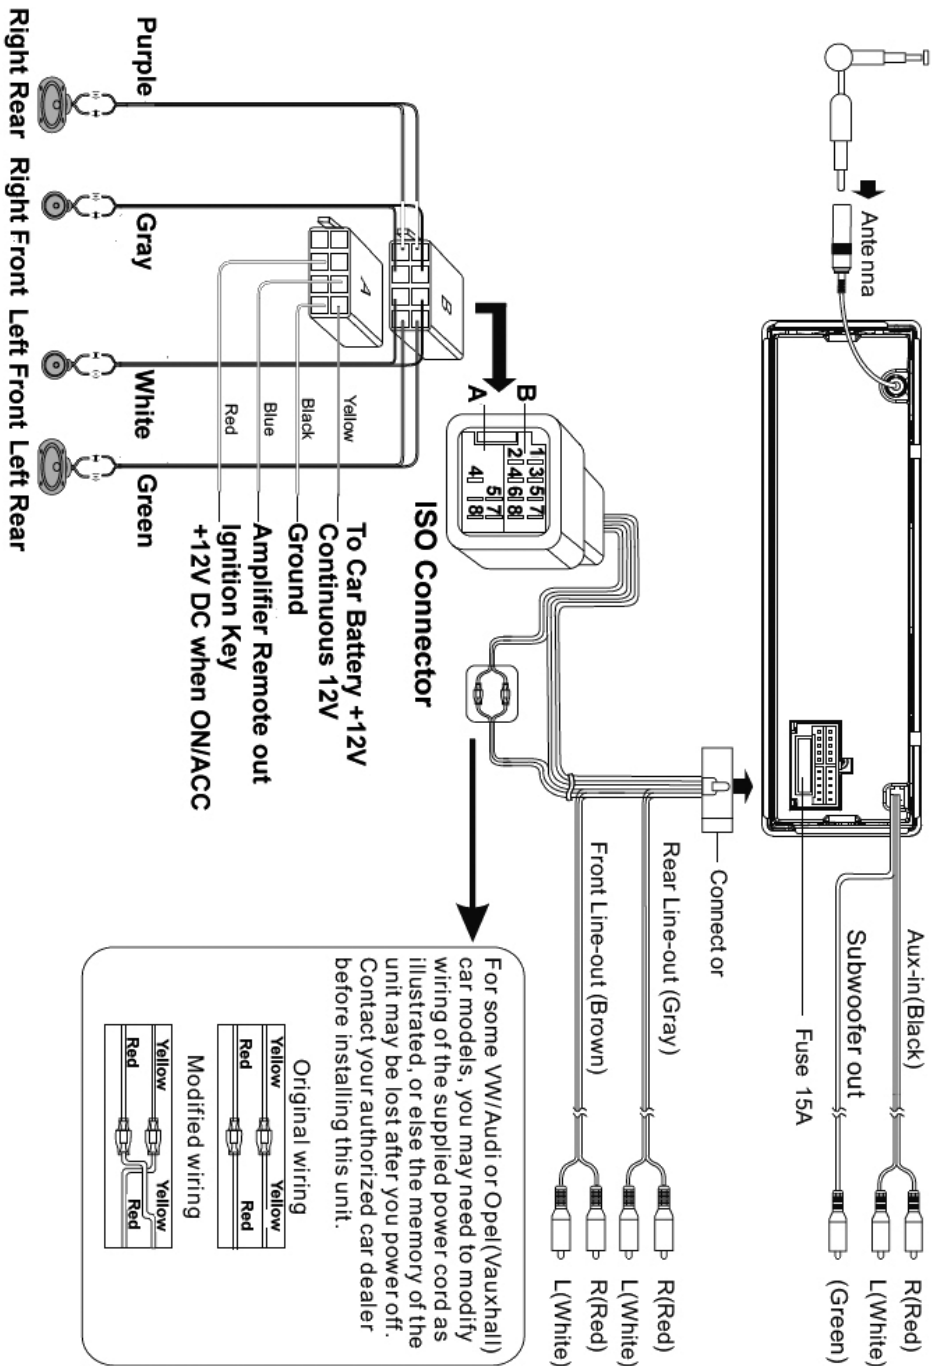 Antenna
Aux-in(Black)
R(Red)
L(White)
Subwoofer out
(Green)
Fuse 15A
Connector
Rear Line-out (Gray)
R(Red)
L(White)
Front Line-out (Brown)
R(Red)
L(White)
B
A
1 3 5 7
2 4 6 8
5 7
4 8
ISO Connector
B
A
Yellow
To Car Battery +12V
Continuous 12V
Black
Ground
Blue
Amplifier Remote out
Red
Ignition Key
+12V DC when ON/ACC
Purple
Gray
White
Green
Right Rear
Right Front
Left Front
Left Rear
For some VW/Audi or Opel(Vauxhall)
car models, you may need to modify
wiring of the supplied power cord as
illustrated, or else the memory of the
unit may be lost after you power off.
Contact your authorized car dealer
before installing this unit.
Original wiring
Yellow Yellow
Red Red
Modified wiring
Yellow Yellow
Red Red